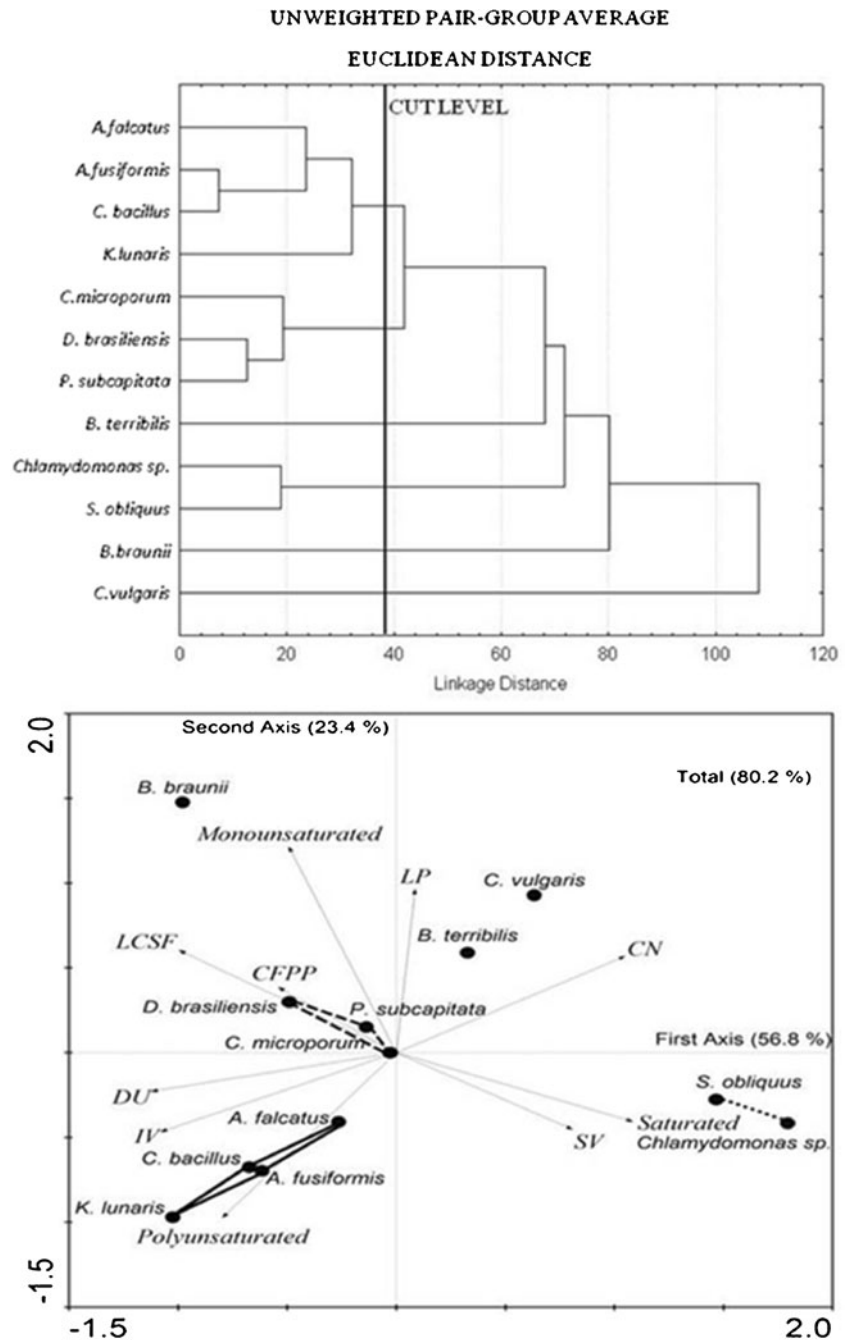 UNWEIGHTED PAIR-GROUP AVERAGE
EUCLIDEAN DISTANCE
CUT LEVEL
A.falcatus
A.fusiformis
C. bacillus
K.lunaris
C.microporum
D. brasiliensis
P. subcapitata
B. terribilis
Chlamydomonas sp.
S. obliquus
B.braunii
C.vulgaris
0 20 40 60 80 100 120
Linkage Distance
2.0
Second Axis (23.4 %)
Total (80.2 %)
B. braunii
Monounsaturated
LP
C. vulgaris
B. terribilis
LCSF
CN
CFPP
D. brasiliensis
P. subcapitata
C. microporum
First Axis (56.8 %)
S. obliquus
DU
A. falcatus
Saturated
IV
SV
Chlamydomonas sp.
C. bacillus
A. fusiformis
K. lunaris
Polyunsaturated
-1.5
-1.5 2.0